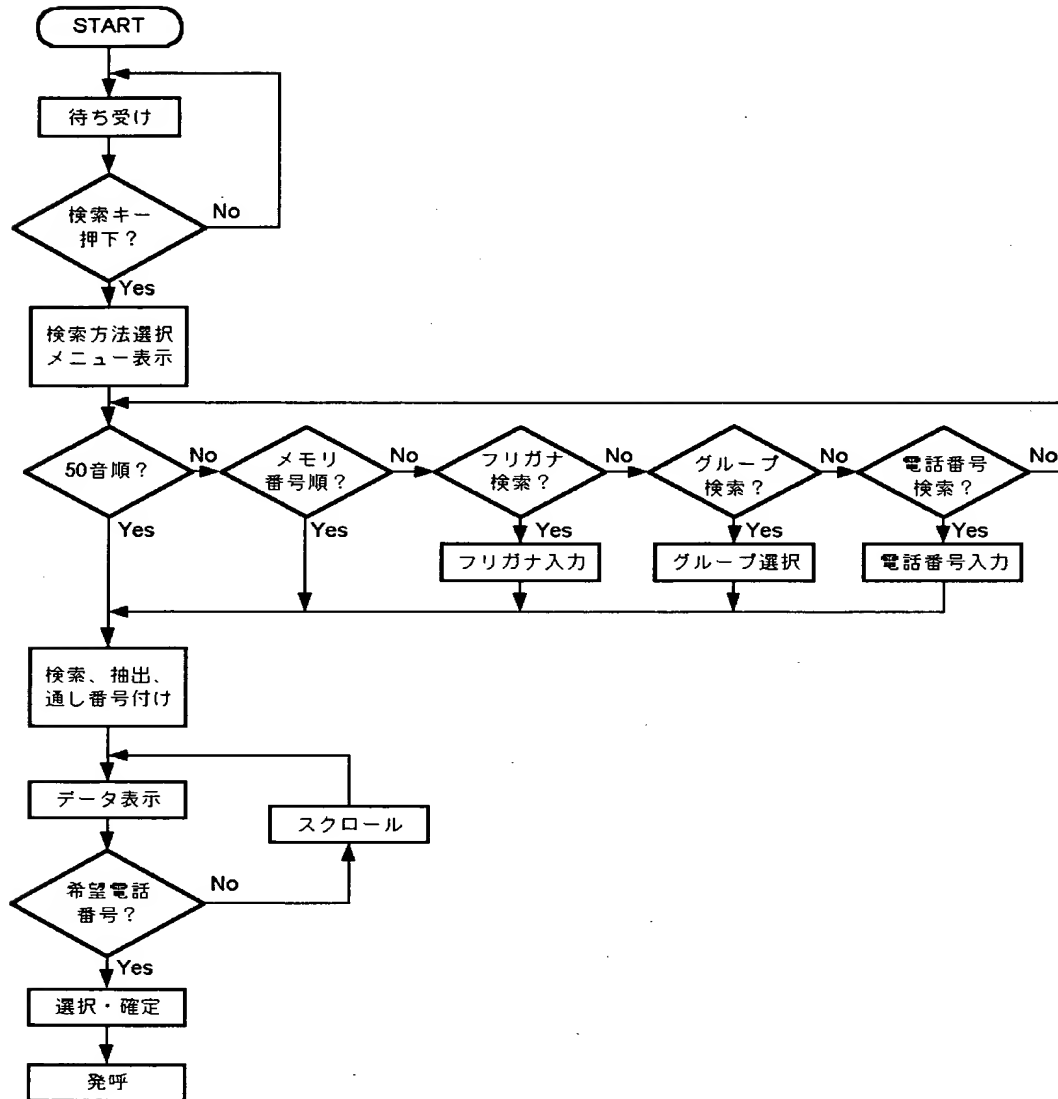 START
待ち受け
検索キー
押下？
No
Yes
検索方法選択
メニュー表示
50音順？
No
メモリ
番号順？
No
フリガナ
検索？
No
グループ
検索？
No
電話番号
検索？
No
Yes
Yes
Yes
Yes
Yes
フリガナ入力
グループ選択
電話番号入力
検索、抽出、
通し番号付け
データ表示
スクロール
希望電話
番号？
No
Yes
選択・確定
発呼